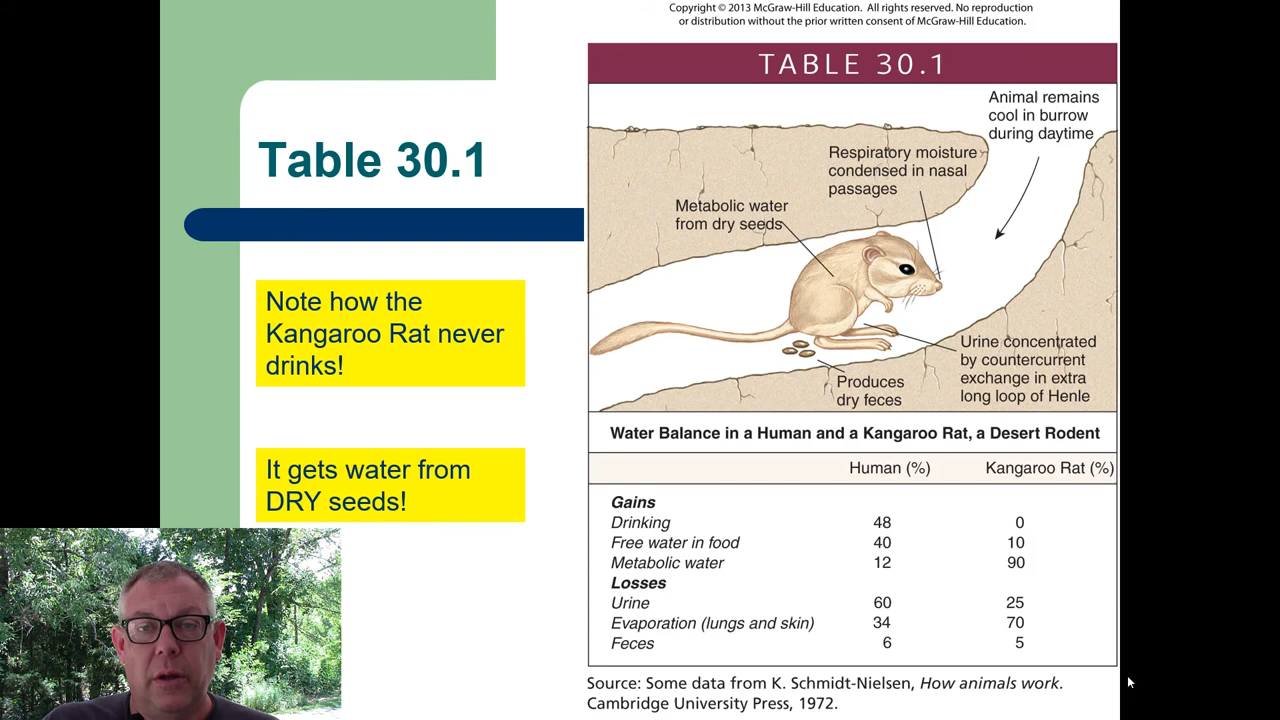 Copyright © 2013 McGraw-Hill Education. All rights reserved. No reproduction
or distribution without the prior written consent of McGraw-Hill Education.
Table 30.1
Note how the
Kangaroo Rat never
drinks!
It gets water from
DRY seeds!
TABLE 30.1
Animal remains
cool in burrow
during daytime
Respiratory moisture
condensed in nasal
passages
Metabolic water
from dry seeds
Urine concentrated
by countercurrent
exchange in extra
long loop of Henle
Produces
dry feces
Water Balance in a Human and a Kangaroo Rat, a Desert Rodent
Human (%) Kangaroo Rat (%)
Gains
Drinking 48 0
Free water in food 40 10
Metabolic water 12 90
Losses
Urine 60 25
Evaporation (lungs and skin) 34 70
Feces 6 5
Source: Some data from K. Schmidt-Nielsen, How animals work.
Cambridge University Press, 1972.